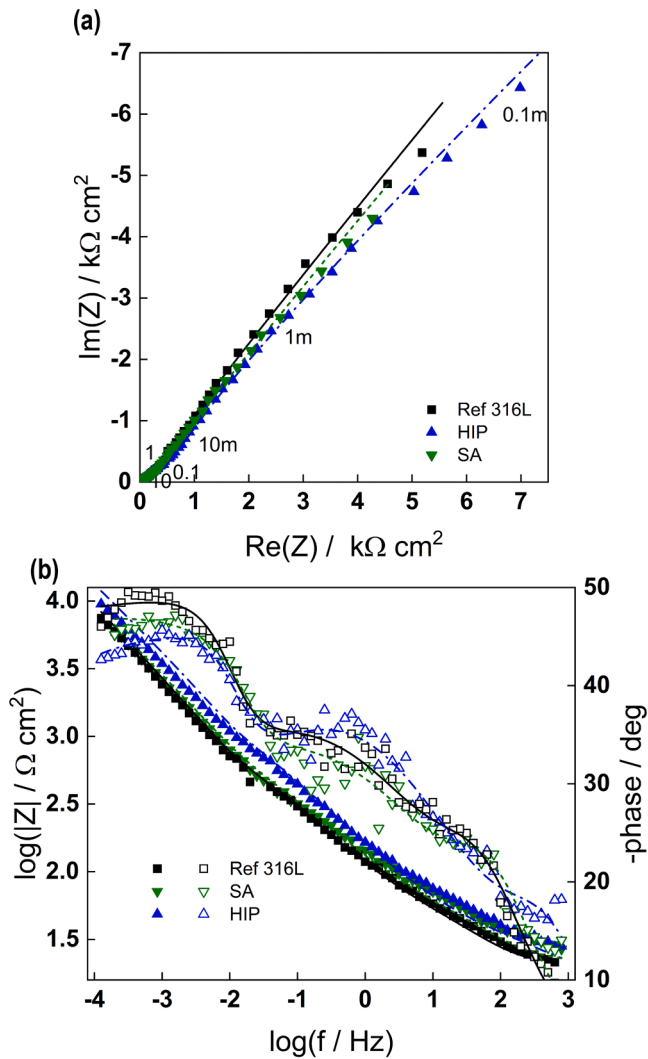 (a)
-7
-6
-5
-4
-3
-2
-1
0
Im(Z) / kΩ cm²
0.1m
1m
10m
1
0.1
10
Ref 316L
HIP
SA
0 1 2 3 4 5 6 7
Re(Z) / kΩ cm²
(b)
4.0
3.5
3.0
2.5
2.0
1.5
log(|Z| / Ω cm²)
50
40
30
20
10
-phase / deg
Ref 316L
SA
HIP
-4 -3 -2 -1 0 1 2 3
log(f / Hz)